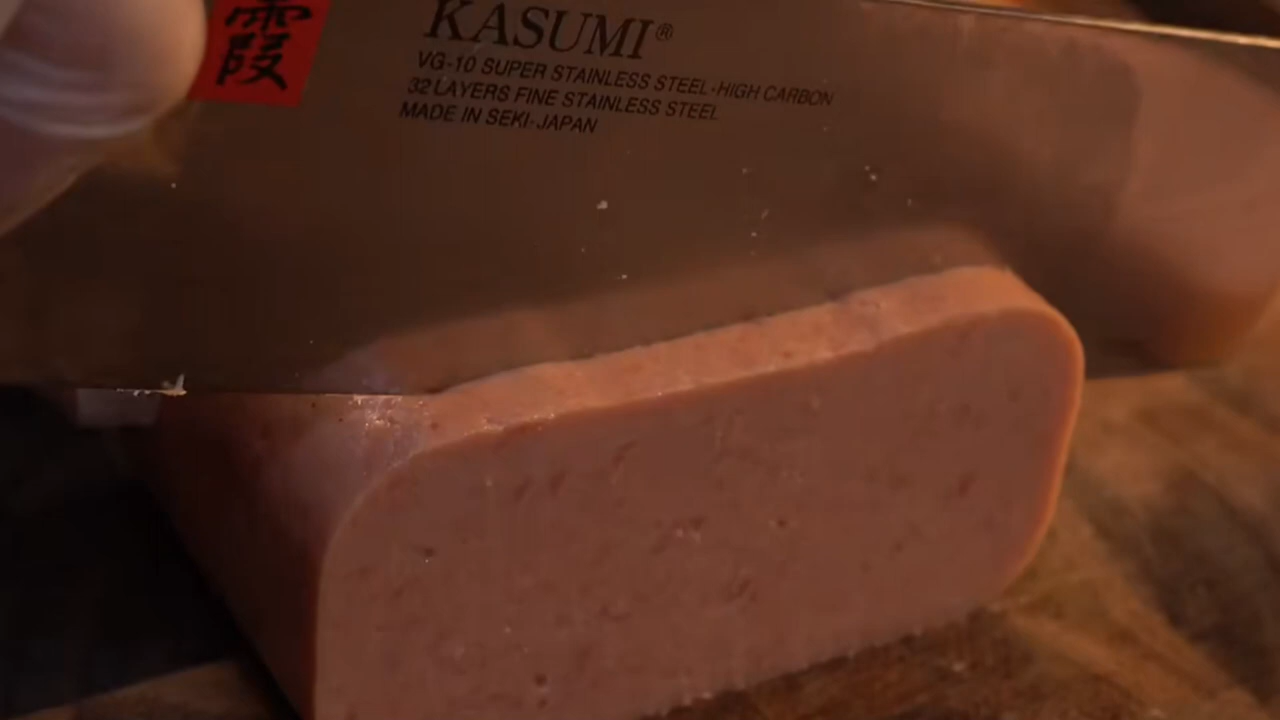 霞
KASUMI®
VG-10 SUPER STAINLESS STEEL·HIGH CARBON
32 LAYERS FINE STAINLESS STEEL
MADE IN SEKI-JAPAN